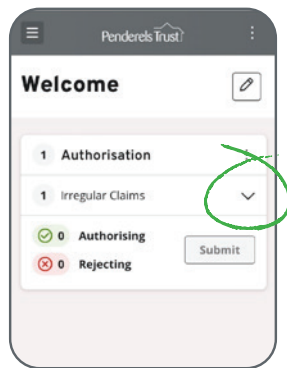 Penderels Trust
Welcome
1 Authorisation
1 Irregular Claims
0 Authorising
0 Rejecting
Submit